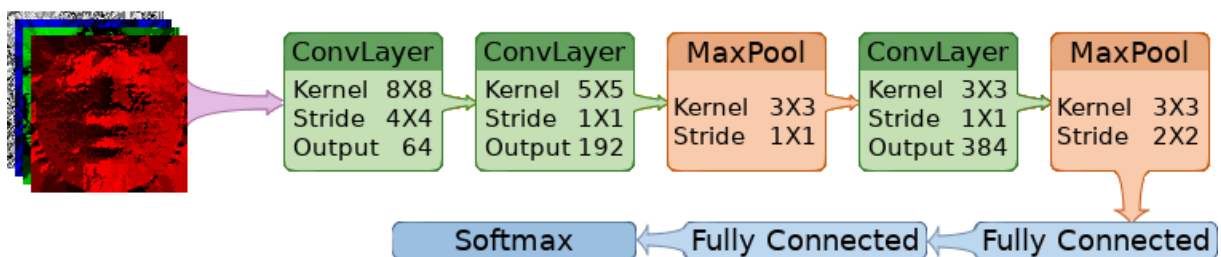 ConvLayer
Kernel 8X8
Stride 4X4
Output 64
ConvLayer
Kernel 5X5
Stride 1X1
Output 192
MaxPool
Kernel 3X3
Stride 1X1
ConvLayer
Kernel 3X3
Stride 1X1
Output 384
MaxPool
Kernel 3X3
Stride 2X2
Fully Connected
Fully Connected
Softmax